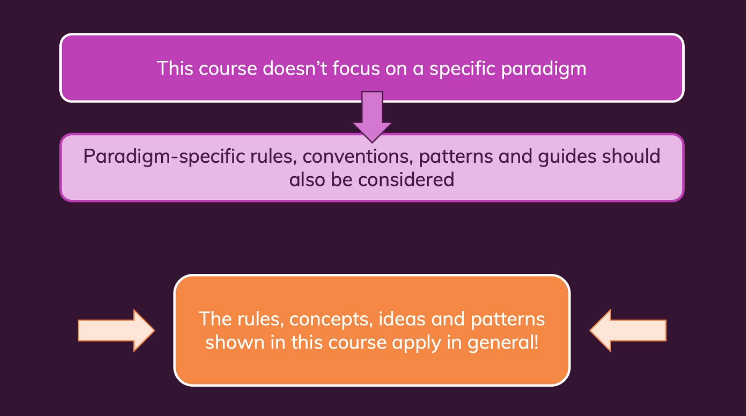 This course doesn’t focus on a specific paradigm
Paradigm-specific rules, conventions, patterns and guides should
also be considered
The rules, concepts, ideas and patterns
shown in this course apply in general!